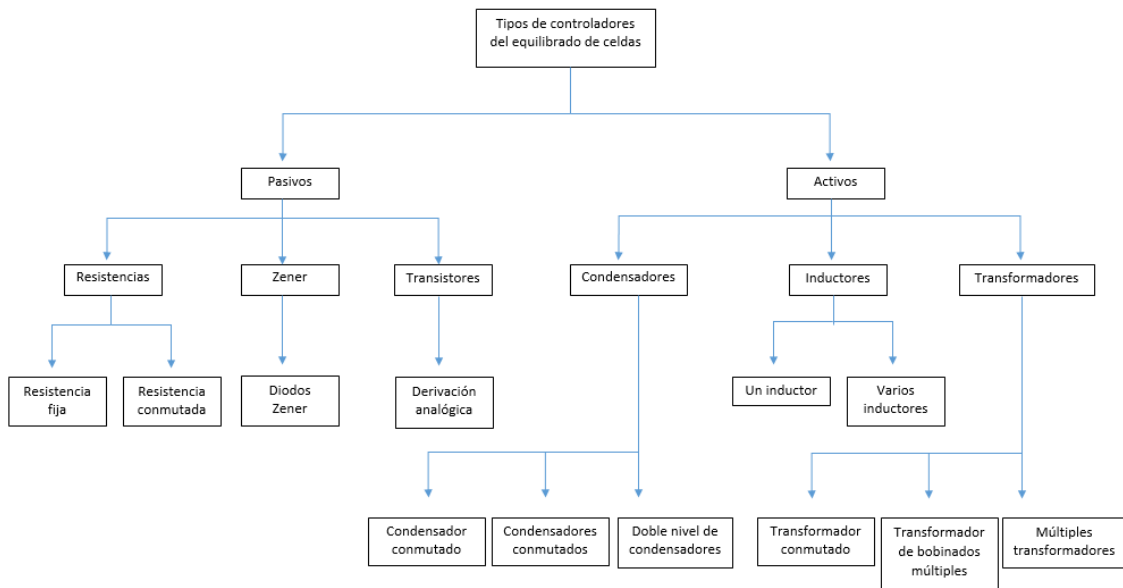 Tipos de controladores
del equilibrado de celdas
Pasivos
Activos
Resistencias
Zener
Transistores
Condensadores
Inductores
Transformadores
Resistencia
fija
Resistencia
conmutada
Diodos
Zener
Derivación
analógica
Un inductor
Varios
inductores
Condensador
conmutado
Condensadores
conmutados
Doble nivel de
condensadores
Transformador
conmutado
Transformador
de bobinados
múltiples
Múltiples
transformadores